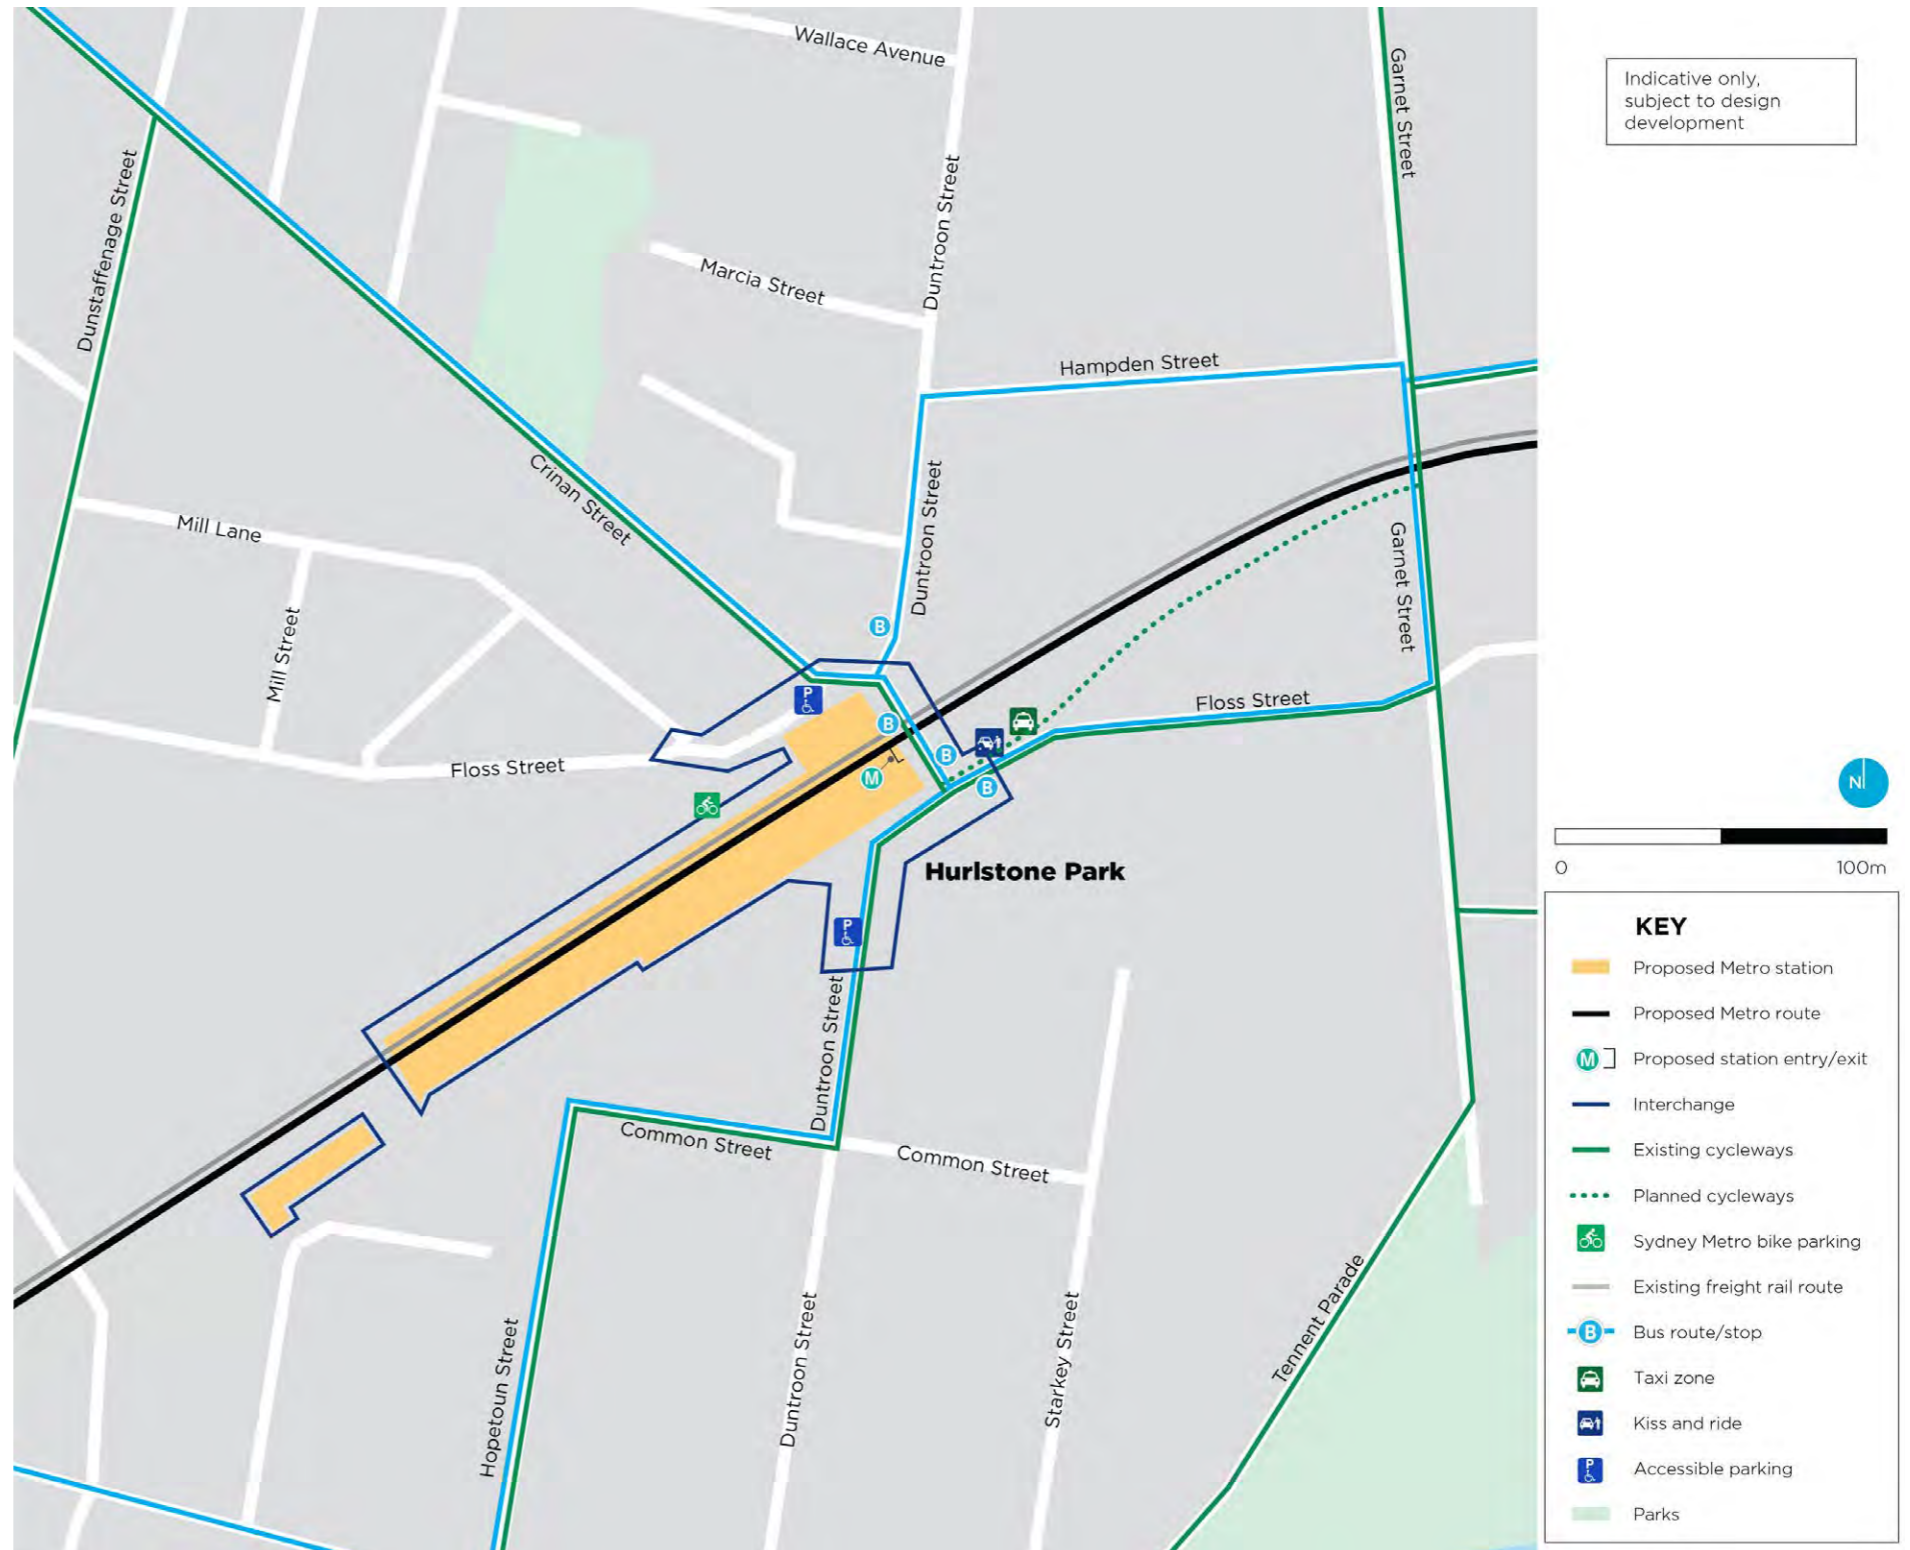 Wallace Avenue
Garnet Street
Indicative only,
subject to design
development
Dunstaffenage Street
Duntroon Street
Marcia Street
Hampden Street
Crinan Street
Duntroon Street
Mill Lane
Garnet Street
Mill Street
B
P
Floss Street
B
B
Floss Street
M
B
N
Hurlstone Park
0
100m
P
Duntroon Street
Common Street
Common Street
Hopetoun Street
Duntroon Street
Starkey Street
Tennent Parade
KEY
Proposed Metro station
Proposed Metro route
M
Proposed station entry/exit
Interchange
Existing cycleways
Planned cycleways
Sydney Metro bike parking
Existing freight rail route
B
Bus route/stop
Taxi zone
Kiss and ride
P
Accessible parking
Parks